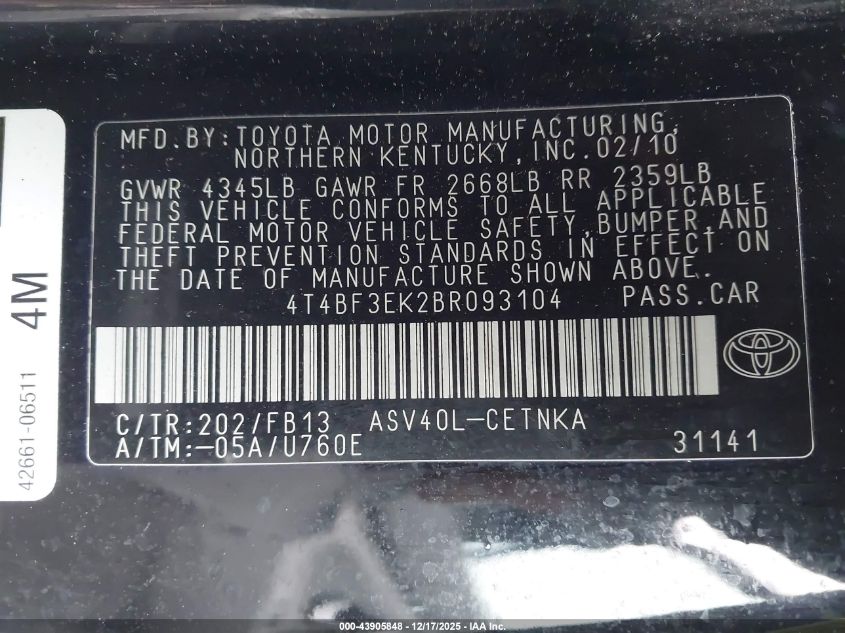 MFD.BY:TOYOTA MOTOR MANUFACTURING,
NORTHERN KENTUCKY,INC.02/10
GVWR 4345LB GAWR FR 2668LB RR 2359LB
THIS VEHICLE CONFORMS TO ALL APPLICABLE
FEDERAL MOTOR VEHICLE SAFETY,BUMPER,AND
THEFT PREVENTION STANDARDS IN EFFECT ON
THE DATE OF MANUFACTURE SHOWN ABOVE.
4T4BF3EK2BR093104 PASS.CAR
C/TR:202/FB13 ASV40L-CETNKA
A/TM:-05A/U760E 31141
42661-06511 4M
000-43905848 - 12/17/2025 - IAA Inc.